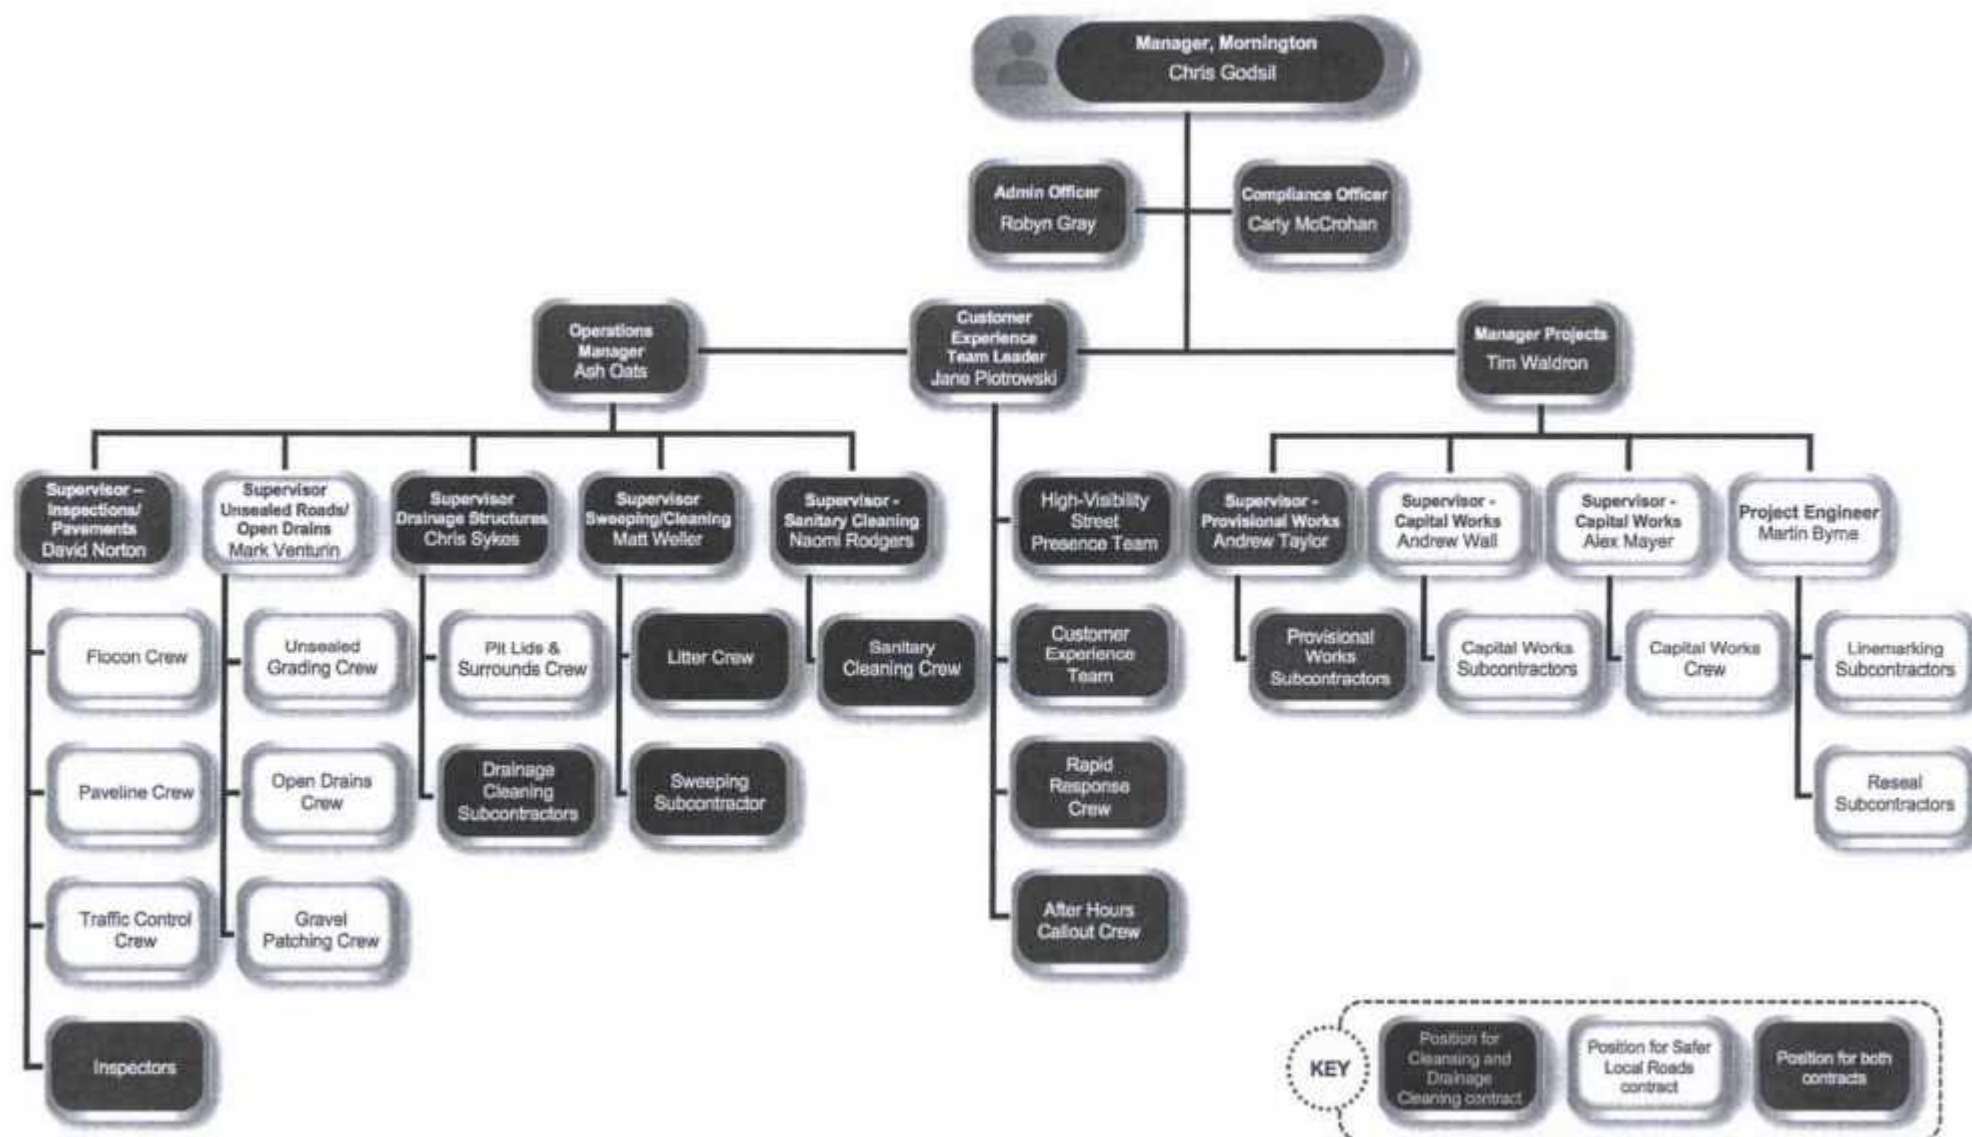 Manager, Mornington
Chris Godsil
Admin Officer
Robyn Gray
Compliance Officer
Carly McCrohan
Operations
Manager
Ash Oats
Customer
Experience
Team Leader
Jane Piotrowski
Manager Projects
Tim Waldron
Supervisor –
Inspections/
Pavements
David Norton
Supervisor
Unsealed Roads/
Open Drains
Mark Venturin
Supervisor
Drainage Structures
Chris Sykes
Supervisor
Sweeping/Cleaning
Matt Weller
Supervisor -
Sanitary Cleaning
Naomi Rodgers
High-Visibility
Street
Presence Team
Supervisor -
Provisional Works
Andrew Taylor
Supervisor -
Capital Works
Andrew Wall
Supervisor -
Capital Works
Alex Mayer
Project Engineer
Martin Byrne
Flocon Crew
Unsealed
Grading Crew
Pit Lids &
Surrounds Crew
Litter Crew
Sanitary
Cleaning Crew
Customer
Experience
Team
Provisional
Works
Subcontractors
Capital Works
Subcontractors
Capital Works
Crew
Linemarking
Subcontractors
Paveline Crew
Open Drains
Crew
Drainage
Cleaning
Subcontractors
Sweeping
Subcontractor
Rapid
Response
Crew
Reseal
Subcontractors
Traffic Control
Crew
Gravel
Patching Crew
After Hours
Callout Crew
Inspectors
KEY
Position for
Cleansing and
Drainage
Cleaning contract
Position for Safer
Local Roads
contract
Position for both
contracts